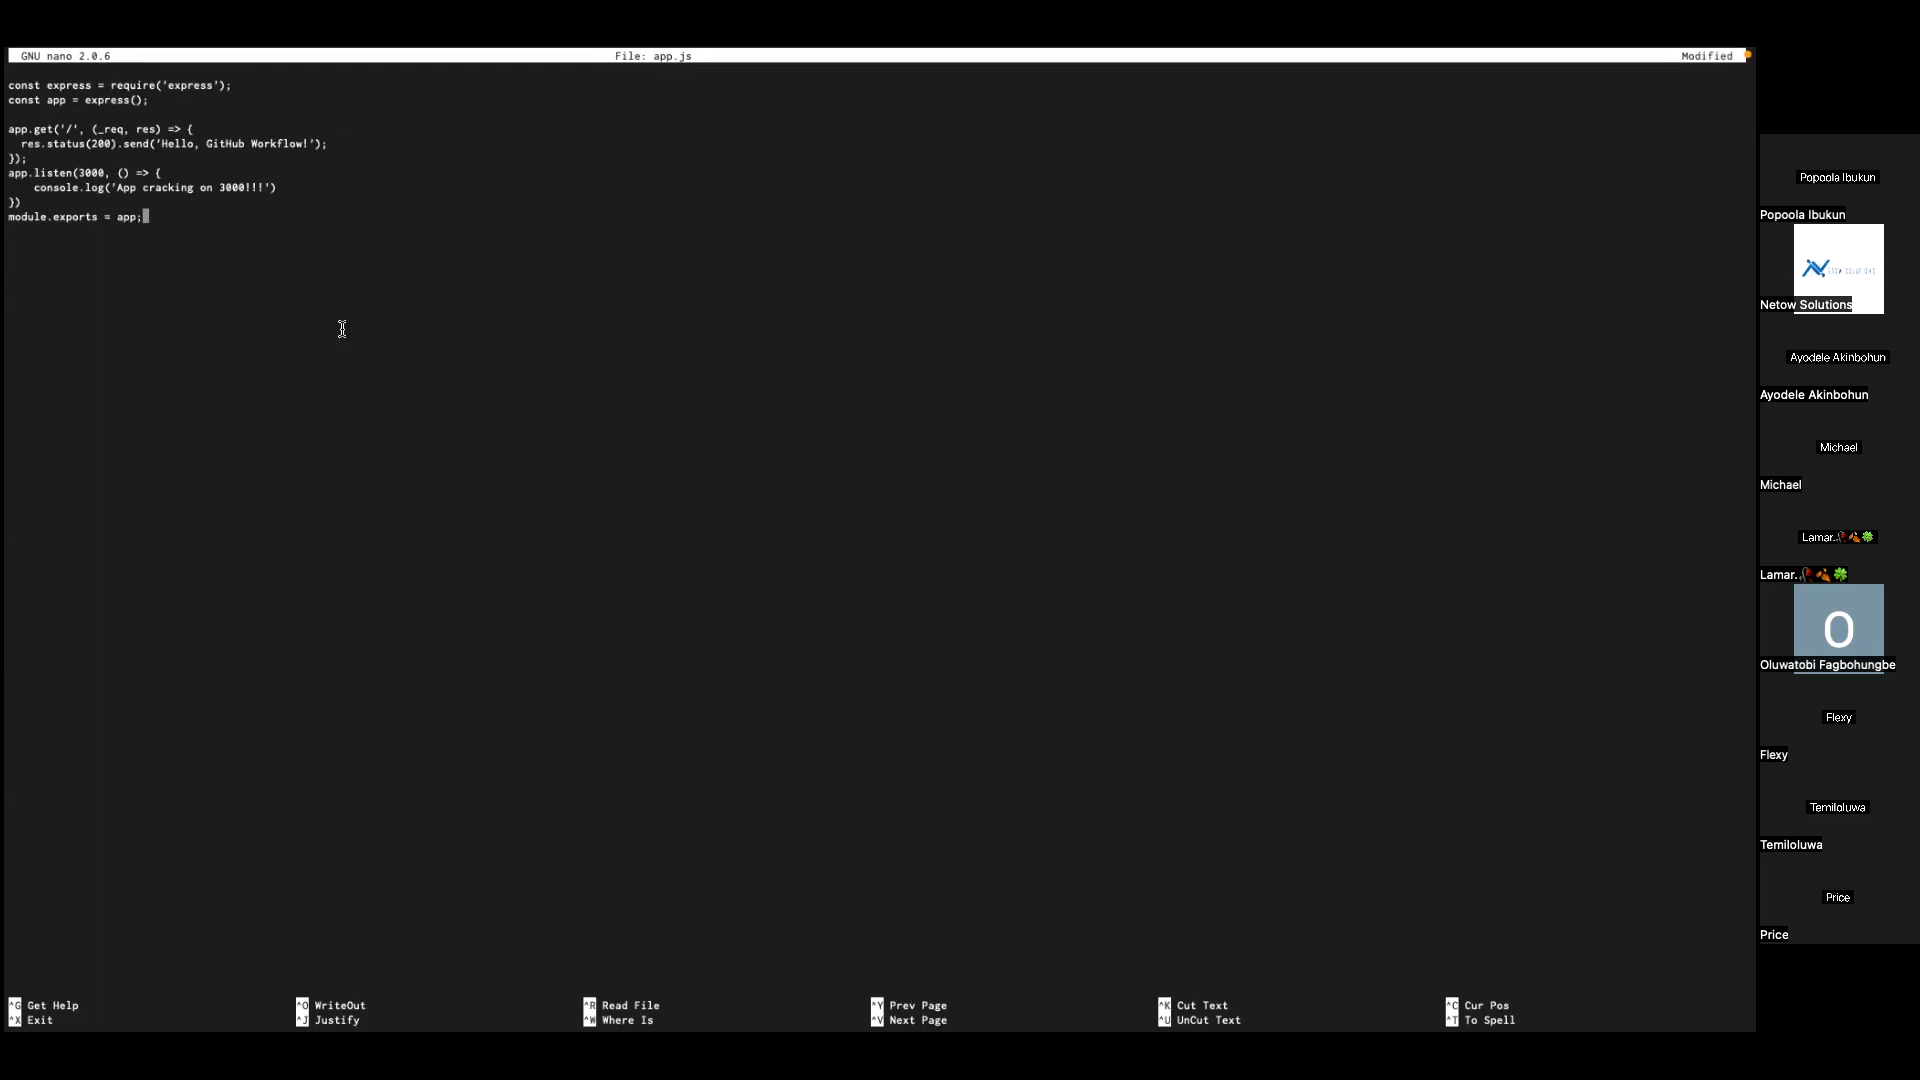 GNU nano 2.0.6 File: app.js Modified
const express = require('express');
const app = express();
app.get('/', (_req, res) => {
  res.status(200).send('Hello, GitHub Workflow!');
});
app.listen(3000, () => {
    console.log('App cracking on 3000!!!')
})
module.exports = app;
Popoola Ibukun
Popoola Ibukun
Netow Solutions
Ayodele Akinbohun
Ayodele Akinbohun
Michael
Michael
Lamar..🥀🍂🍀
Lamar..🥀🍂🍀
O
Oluwatobi Fagbohungbe
Flexy
Flexy
Temiloluwa
Temiloluwa
Price
Price
^G Get Help ^O WriteOut ^R Read File ^Y Prev Page ^K Cut Text ^C Cur Pos
^X Exit ^J Justify ^W Where Is ^V Next Page ^U UnCut Text ^T To Spell